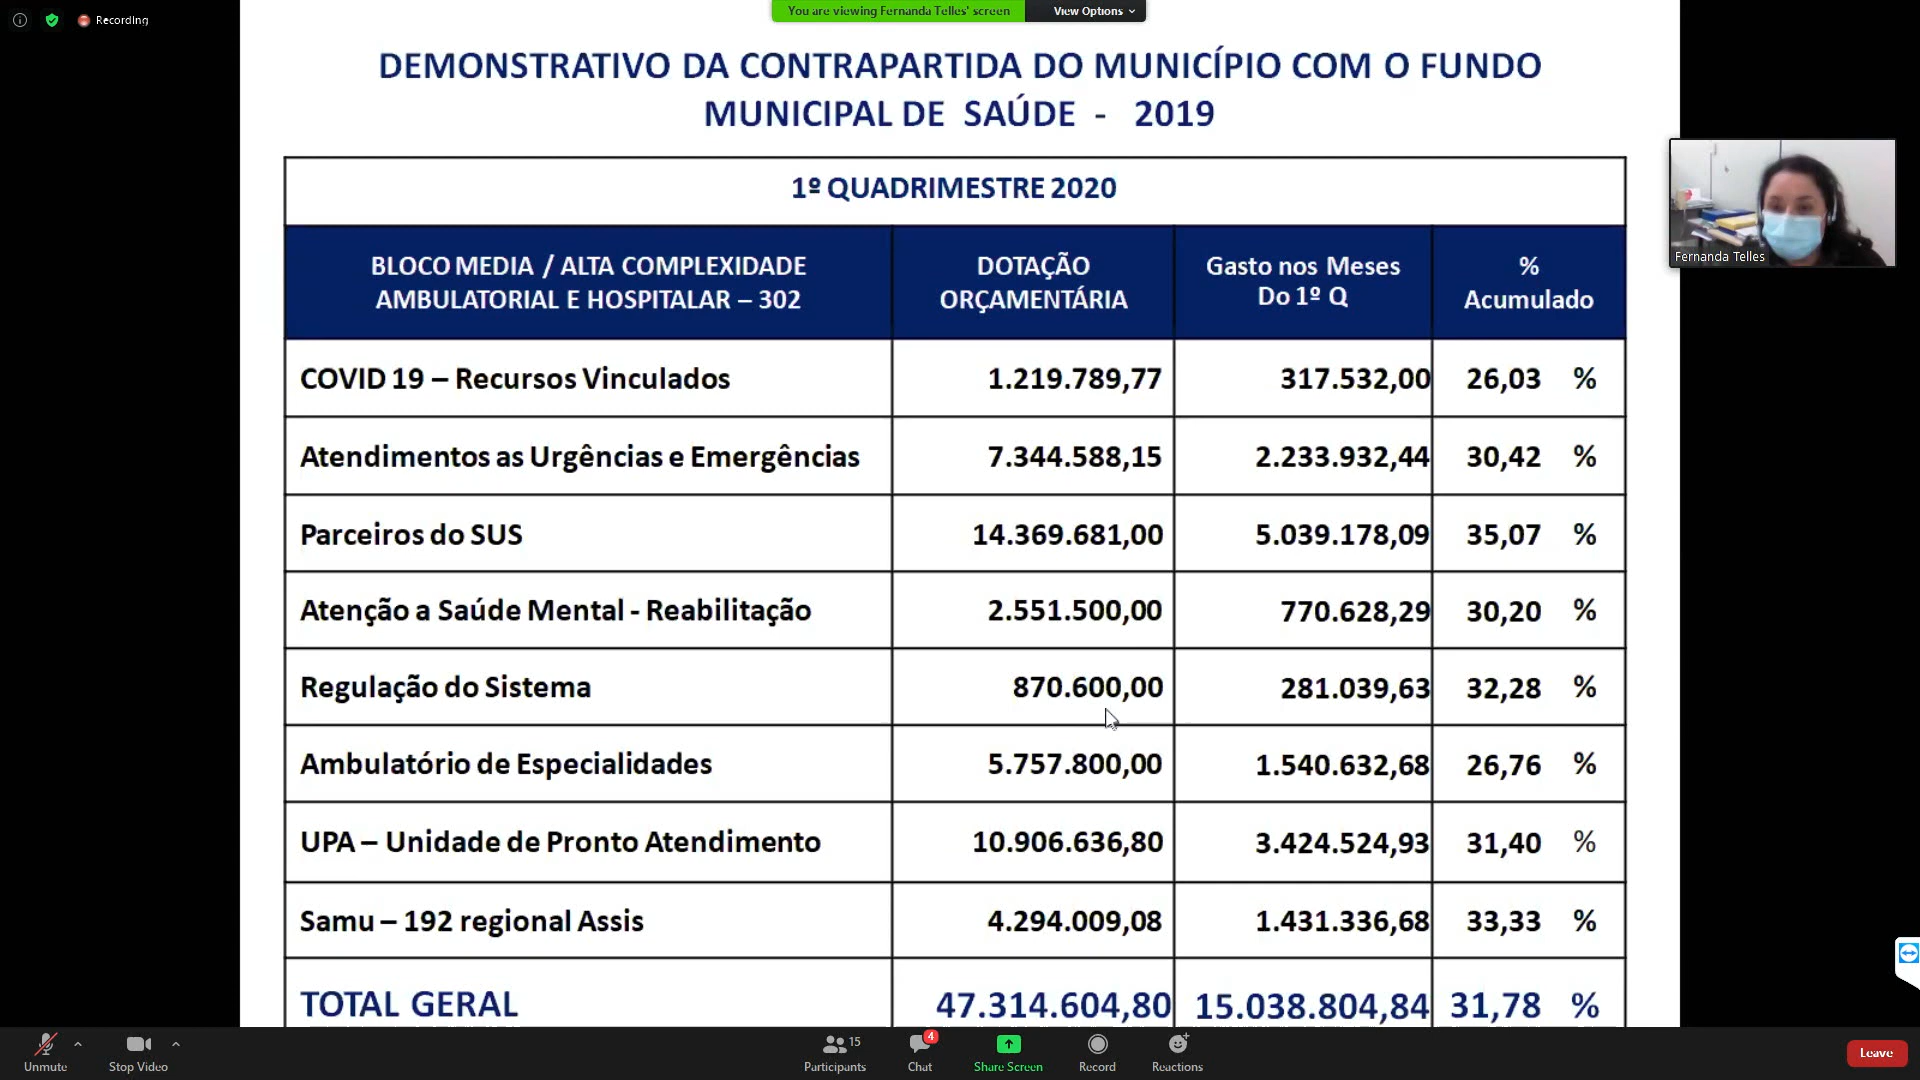 Recording
You are viewing Fernanda Telles' screen
View Options
DEMONSTRATIVO DA CONTRAPARTIDA DO MUNICÍPIO COM O FUNDO
MUNICIPAL DE SAÚDE - 2019
1º QUADRIMESTRE 2020
BLOCO MEDIA / ALTA COMPLEXIDADE
AMBULATORIAL E HOSPITALAR – 302
DOTAÇÃO
ORÇAMENTÁRIA
Gasto nos Meses
Do 1º Q
%
Acumulado
COVID 19 – Recursos Vinculados 1.219.789,77 317.532,00 26,03 %
Atendimentos as Urgências e Emergências 7.344.588,15 2.233.932,44 30,42 %
Parceiros do SUS 14.369.681,00 5.039.178,09 35,07 %
Atenção a Saúde Mental - Reabilitação 2.551.500,00 770.628,29 30,20 %
Regulação do Sistema 870.600,00 281.039,63 32,28 %
Ambulatório de Especialidades 5.757.800,00 1.540.632,68 26,76 %
UPA – Unidade de Pronto Atendimento 10.906.636,80 3.424.524,93 31,40 %
Samu – 192 regional Assis 4.294.009,08 1.431.336,68 33,33 %
TOTAL GERAL 47.314.604,80 15.038.804,84 31,78 %
Fernanda Telles
Unmute
Stop Video
15
Participants
4
Chat
Share Screen
Record
Reactions
Leave